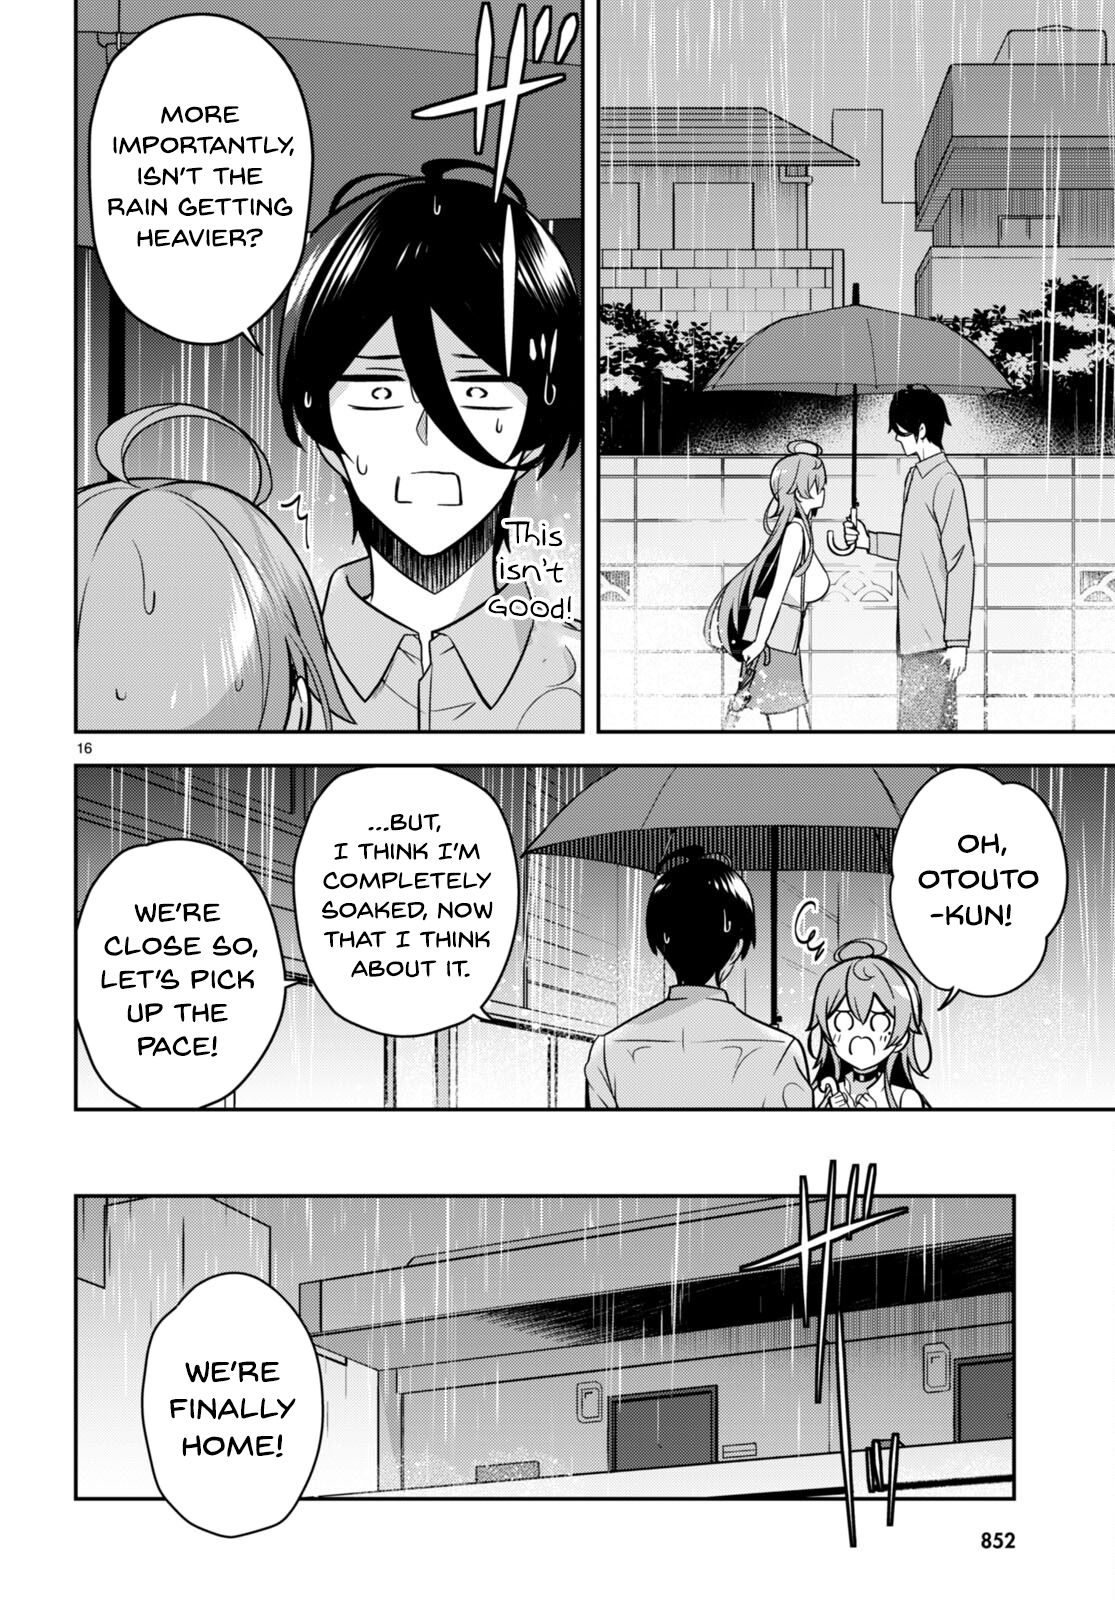 ザ
MORE
IMPORTANTLY,
ISN'T THE
RAIN GETTING
HEAVIER?
This
isn't
GOOD!
16
OH,
OTOUTO
-KUN!
...BUT,
I THINK I'M
COMPLETELY
SOAKED, NOW
THAT I THINK
ABOUT IT.
WE'RE
CLOSE SO,
LET'S PICK
UP THE
PACE!
WE'RE
FINALLY
HOME!
852